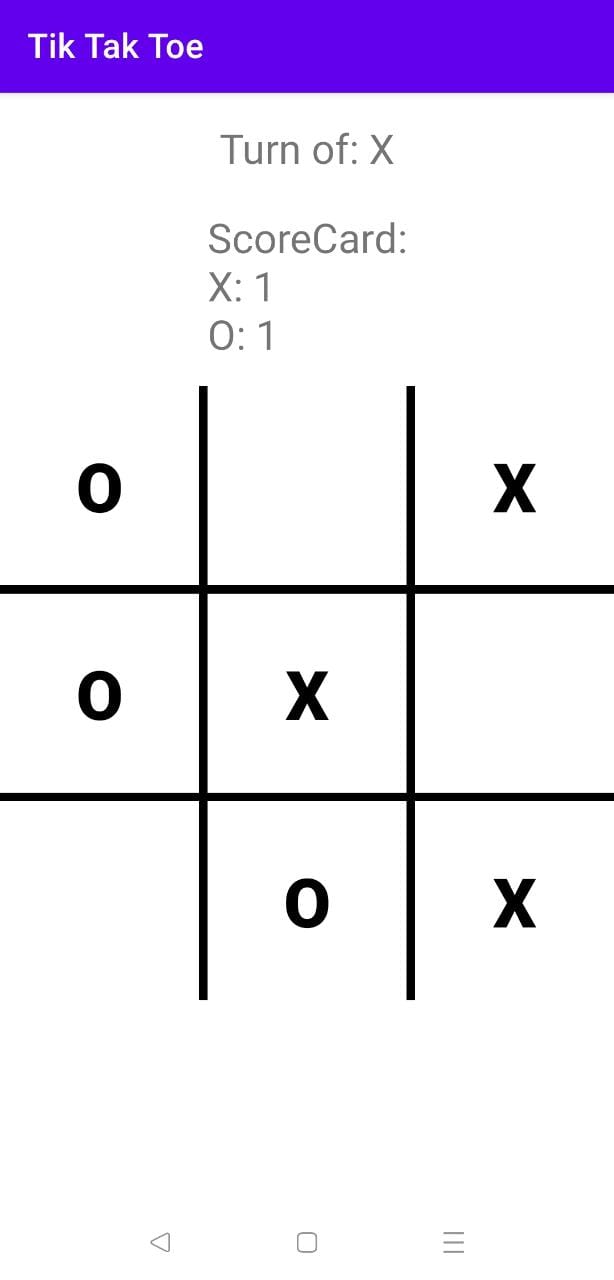 Tik Tak Toe
Turn of: X
ScoreCard:
X: 1
O: 1
O X
O X
O X